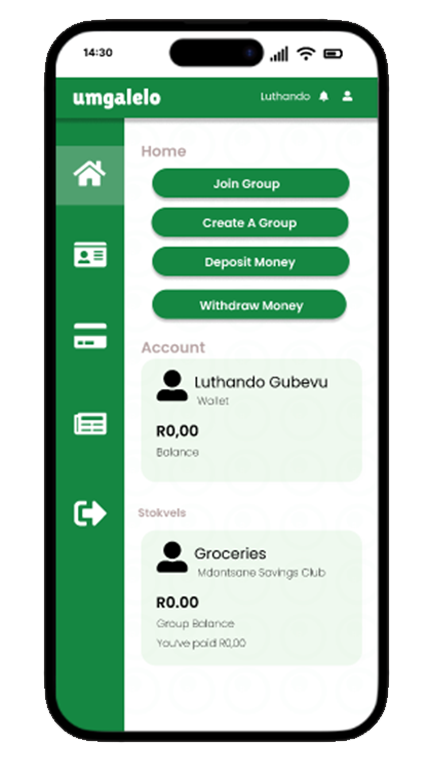 14:30
umgalelo
Luthando
Home
Join Group
Create A Group
Deposit Money
Withdraw Money
Account
Luthando Gubevu
Wallet
R0,00
Balance
Stokvels
Groceries
Mdantsane Savings Club
R0.00
Group Balance
You've paid R0,00